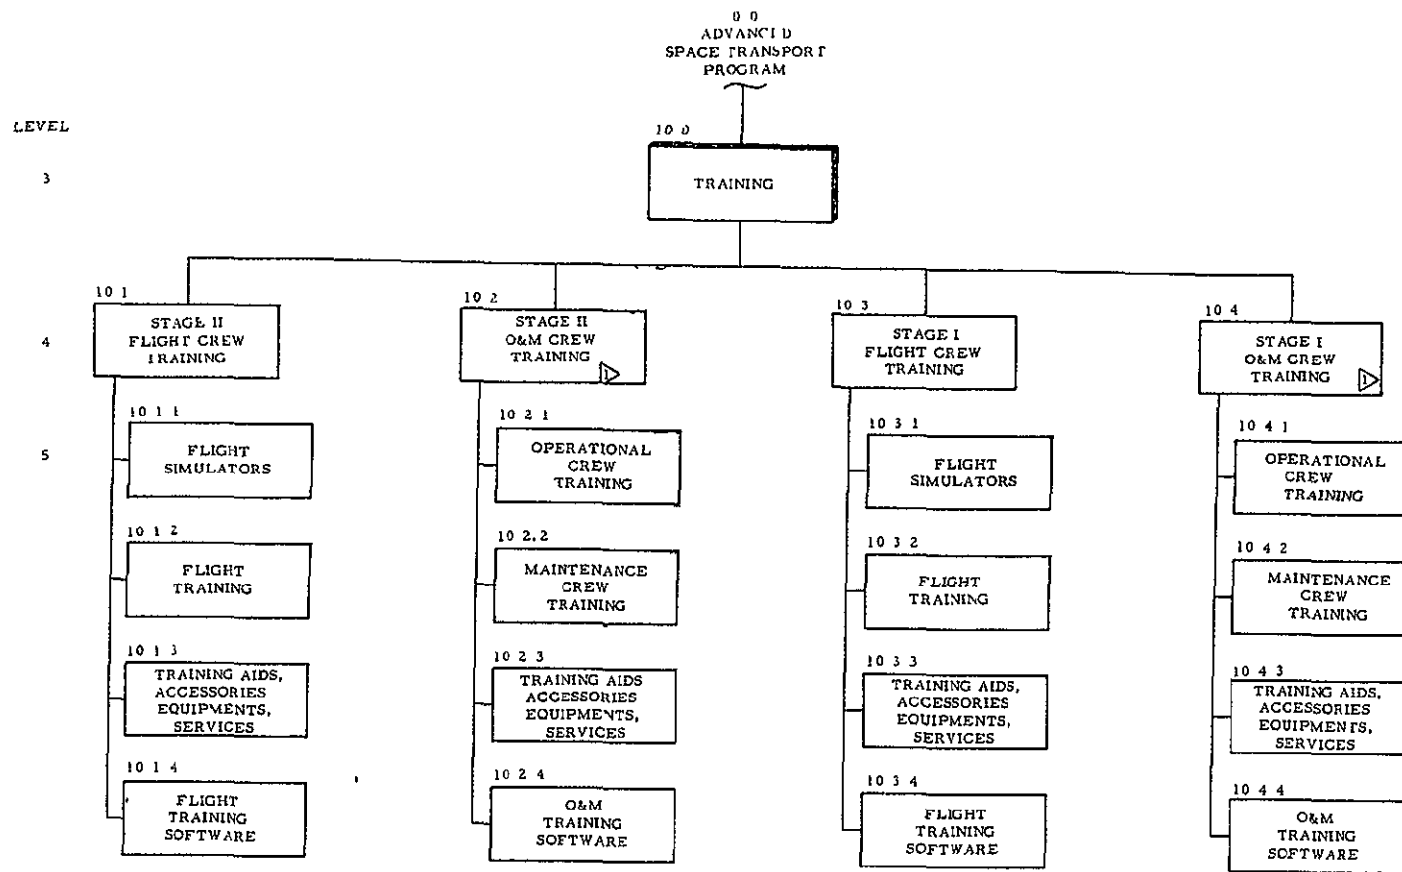 0 0
ADVANCED
SPACE TRANSPORT
PROGRAM
LEVEL
10 0
3
TRAINING
10 1
STAGE II
FLIGHT CREW
TRAINING
10 2
STAGE II
O&M CREW
TRAINING
1
10 3
STAGE I
FLIGHT CREW
TRAINING
10 4
STAGE I
O&M CREW
TRAINING
1
4
5
10 1 1
FLIGHT
SIMULATORS
10 2 1
OPERATIONAL
CREW
TRAINING
10 3 1
FLIGHT
SIMULATORS
10 4 1
OPERATIONAL
CREW
TRAINING
10 1 2
FLIGHT
TRAINING
10 2.2
MAINTENANCE
CREW
TRAINING
10 3 2
FLIGHT
TRAINING
10 4 2
MAINTENANCE
CREW
TRAINING
10 1 3
TRAINING AIDS,
ACCESSORIES
EQUIPMENTS,
SERVICES
10 2 3
TRAINING AIDS
ACCESSORIES
EQUIPMENTS,
SERVICES
10 3 3
TRAINING AIDS,
ACCESSORIES
EQUIPMENTS,
SERVICES
10 4 3
TRAINING AIDS,
ACCESSORIES
EQUIPMENTS,
SERVICES
10 1 4
FLIGHT
TRAINING
SOFTWARE
10 2 4
O&M
TRAINING
SOFTWARE
10 3 4
FLIGHT
TRAINING
SOFTWARE
10 4 4
O&M
TRAINING
SOFTWARE